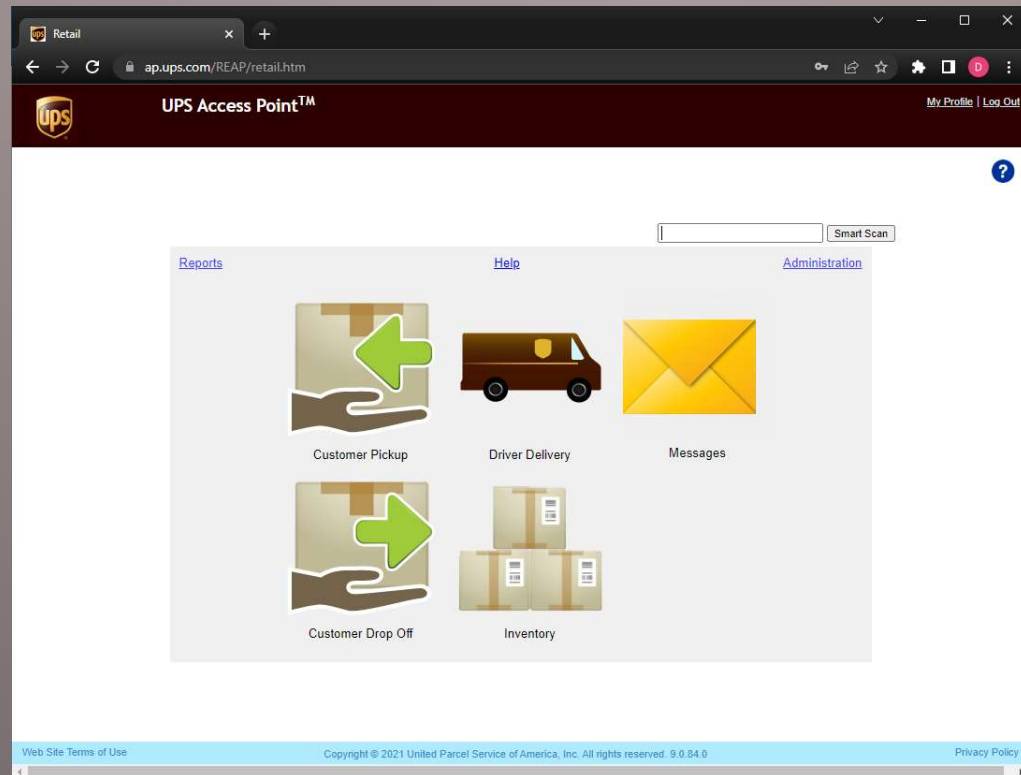 Retail
ap.ups.com/REAP/retail.htm
D
ups
UPS Access Point™
My Profile | Log Out
?
Smart Scan
Reports
Help
Administration
Customer Pickup
Driver Delivery
Messages
Customer Drop Off
Inventory
Web Site Terms of Use
Copyright © 2021 United Parcel Service of America, Inc. All rights reserved. 9.0.84.0
Privacy Policy